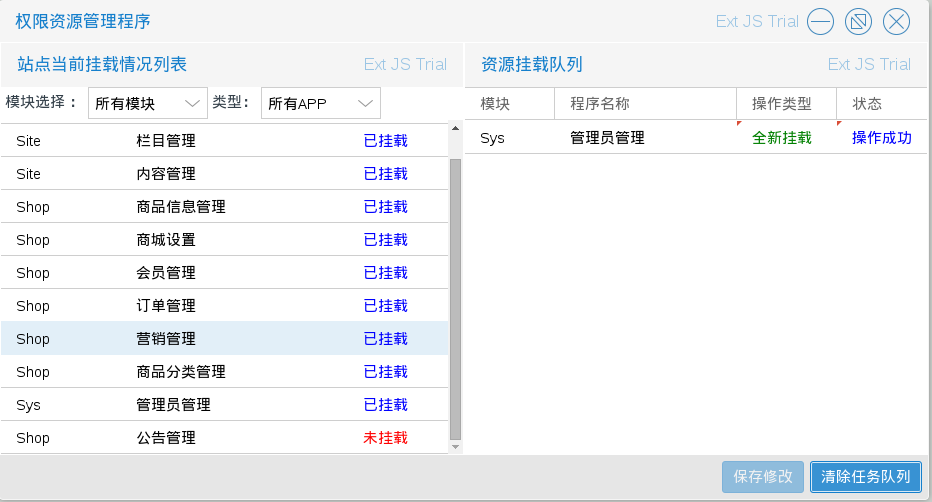 权限资源管理程序 Ext JS Trial
站点当前挂载情况列表 Ext JS Trial
模块选择： 所有模块 类型： 所有APP
Site 栏目管理 已挂载
Site 内容管理 已挂载
Shop 商品信息管理 已挂载
Shop 商城设置 已挂载
Shop 会员管理 已挂载
Shop 订单管理 已挂载
Shop 营销管理 已挂载
Shop 商品分类管理 已挂载
Sys 管理员管理 已挂载
Shop 公告管理 未挂载
资源挂载队列 Ext JS Trial
模块 程序名称 操作类型 状态
Sys 管理员管理 全新挂载 操作成功
保存修改 清除任务队列